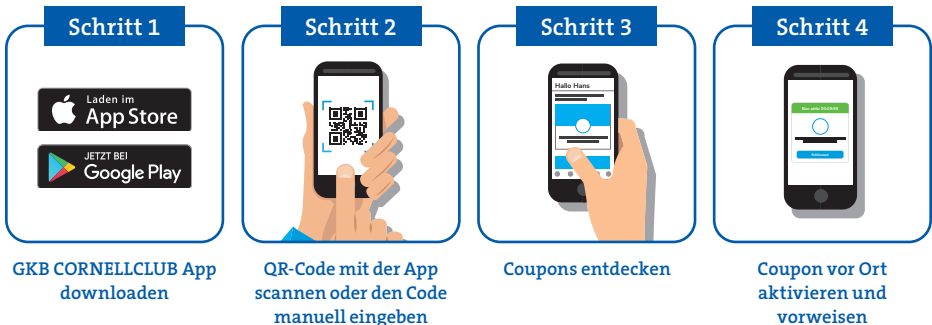 Schritt 1
Laden im
App Store
JETZT BEI
Google Play
GKB CORNELLCLUB App
downloaden
Schritt 2
QR-Code mit der App
scannen oder den Code
manuell eingeben
Schritt 3
Hallo Hans
Coupons entdecken
Schritt 4
Coupon vor Ort
aktivieren und
vorweisen